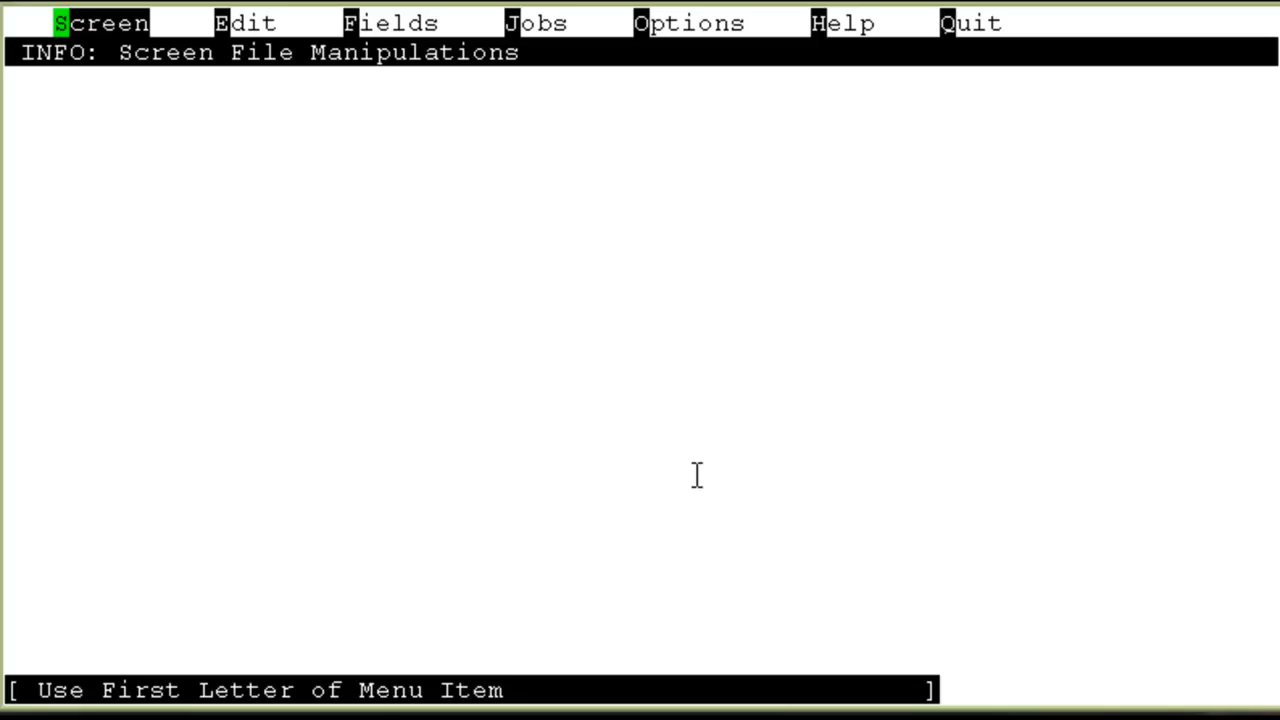 Screen Edit Fields Jobs Options Help Quit
INFO: Screen File Manipulations
[ Use First Letter of Menu Item ]